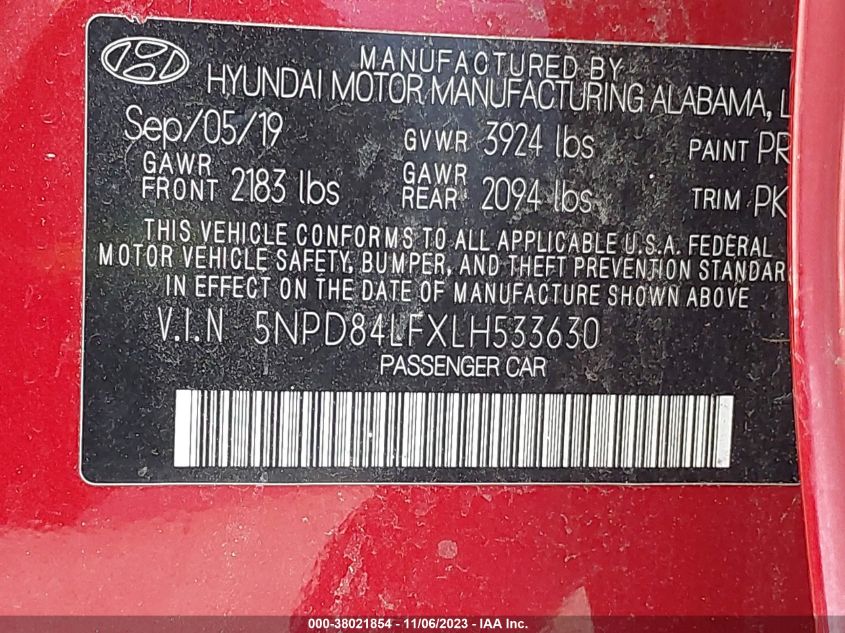 MANUFACTURED BY
HYUNDAI MOTOR MANUFACTURING ALABAMA, L
Sep/05/19 GVWR 3924 lbs PAINT PR
GAWR FRONT 2183 lbs GAWR REAR 2094 lbs TRIM PK
THIS VEHICLE CONFORMS TO ALL APPLICABLE U.S.A. FEDERAL
MOTOR VEHICLE SAFETY, BUMPER, AND THEFT PREVENTION STANDAR
IN EFFECT ON THE DATE OF MANUFACTURE SHOWN ABOVE
V.I.N 5NPD84LFXLH533630
PASSENGER CAR
000-38021854 - 11/06/2023 - IAA Inc.